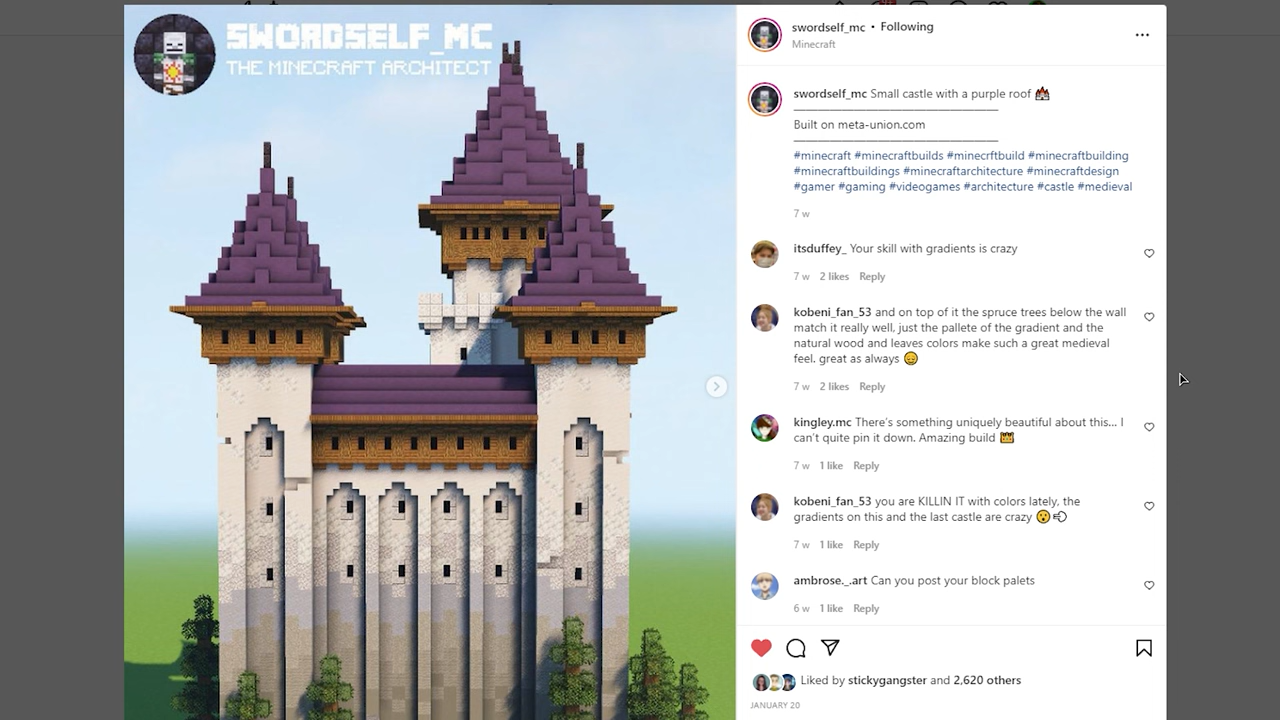 SWORDSELF_MC
THE MINECRAFT ARCHITECT
swordself_mc • Following
Minecraft
swordself_mc Small castle with a purple roof
Built on meta-union.com
#minecraft #minecraftbuilds #minecrftbuild #minecraftbuilding
#minecraftbuildings #minecraftarchitecture #minecraftdesign
#gamer #gaming #videogames #architecture #castle #medieval
7 w
itsduffey_ Your skill with gradients is crazy
7 w 2 likes Reply
kobeni_fan_53 and on top of it the spruce trees below the wall
match it really well, just the pallete of the gradient and the
natural wood and leaves colors make such a great medieval
feel. great as always 😊
7 w 2 likes Reply
kingley.mc There's something uniquely beautiful about this... I
can't quite pin it down. Amazing build
7 w 1 like Reply
kobeni_fan_53 you are KILLIN IT with colors lately, the
gradients on this and the last castle are crazy 😮💨
7 w 1 like Reply
ambrose._.art Can you post your block palets
6 w 1 like Reply
Liked by stickygangster and 2,620 others
JANUARY 20